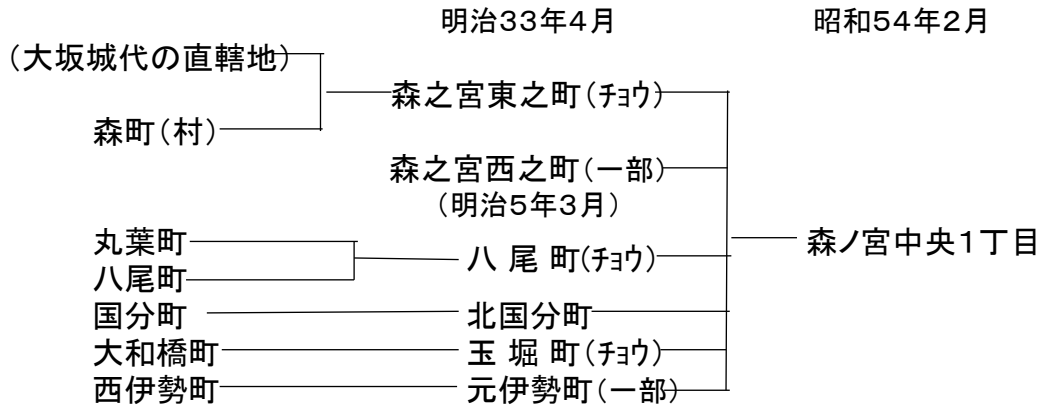 明治33年4月 昭和54年2月
(大坂城代の直轄地)
森之宮東之町(ﾁｮｳ)
森町(村)
森之宮西之町(一部)
(明治5年3月)
丸葉町
八尾町
八 尾 町(ﾁｮｳ)
森ノ宮中央1丁目
国分町 北国分町
大和橋町 玉 堀 町(ﾁｮｳ)
西伊勢町 元伊勢町(一部)